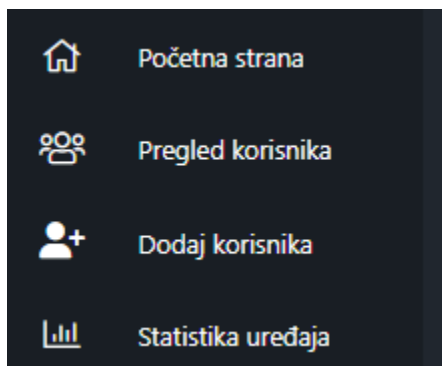 Početna strana
Pregled korisnika
Dodaj korisnika
Statistika uređaja